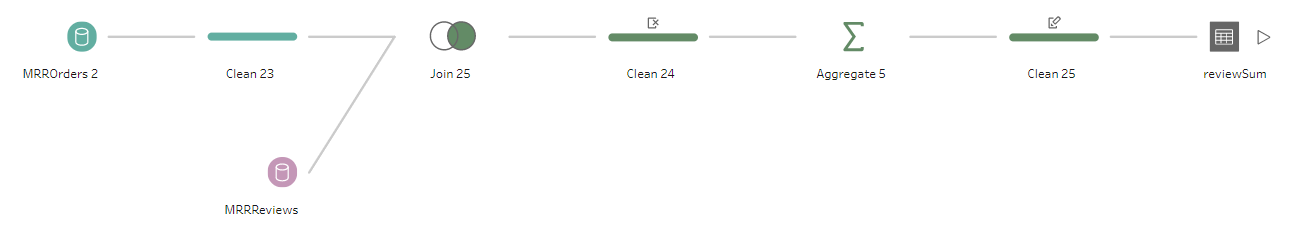 MRROrders 2
Clean 23
Join 25
Clean 24
Aggregate 5
Clean 25
reviewSum
MRRReviews